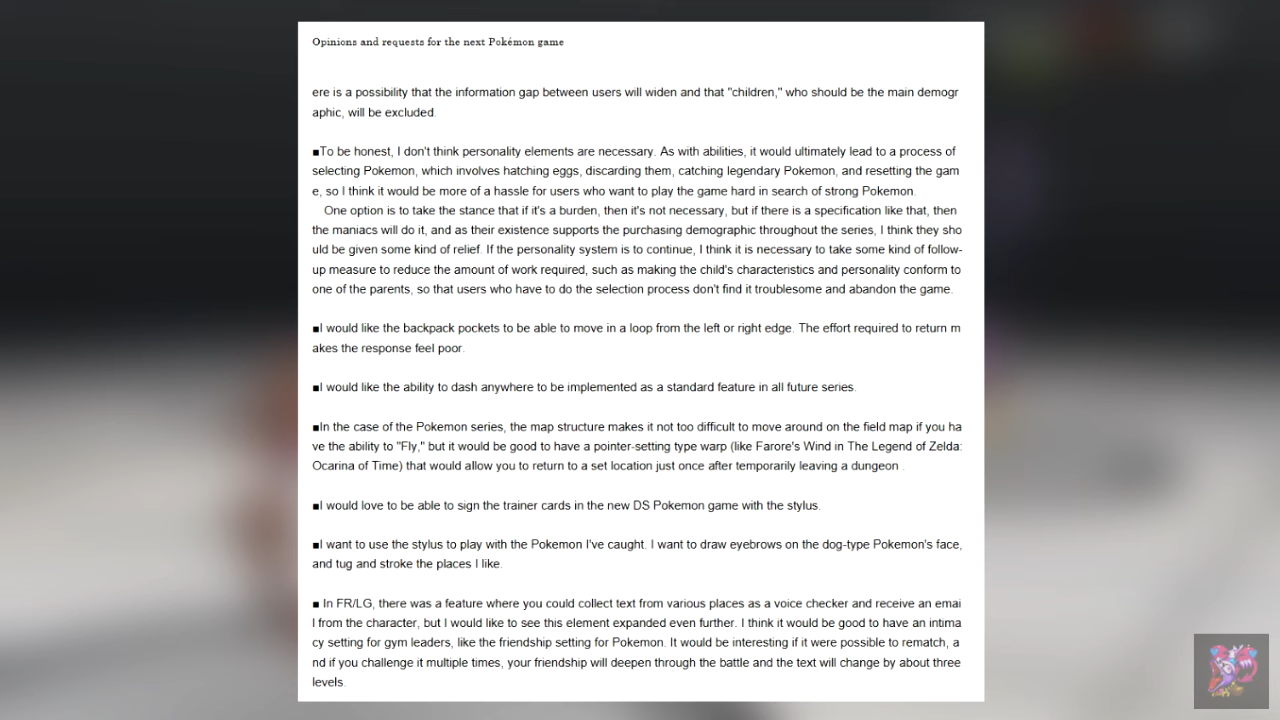 Opinions and requests for the next Pokémon game
ere is a possibility that the information gap between users will widen and that "children," who should be the main demogr
aphic, will be excluded.
■To be honest, I don't think personality elements are necessary. As with abilities, it would ultimately lead to a process of
selecting Pokemon, which involves hatching eggs, discarding them, catching legendary Pokemon, and resetting the gam
e, so I think it would be more of a hassle for users who want to play the game hard in search of strong Pokemon.
One option is to take the stance that if it's a burden, then it's not necessary, but if there is a specification like that, then
the maniacs will do it, and as their existence supports the purchasing demographic throughout the series, I think they sho
uld be given some kind of relief. If the personality system is to continue, I think it is necessary to take some kind of follow-
up measure to reduce the amount of work required, such as making the child's characteristics and personality conform to
one of the parents, so that users who have to do the selection process don't find it troublesome and abandon the game.
■I would like the backpack pockets to be able to move in a loop from the left or right edge. The effort required to return m
akes the response feel poor.
■I would like the ability to dash anywhere to be implemented as a standard feature in all future series.
■In the case of the Pokemon series, the map structure makes it not too difficult to move around on the field map if you ha
ve the ability to "Fly," but it would be good to have a pointer-setting type warp (like Farore's Wind in The Legend of Zelda:
Ocarina of Time) that would allow you to return to a set location just once after temporarily leaving a dungeon .
■I would love to be able to sign the trainer cards in the new DS Pokemon game with the stylus.
■I want to use the stylus to play with the Pokemon I've caught. I want to draw eyebrows on the dog-type Pokemon's face,
and tug and stroke the places I like.
■ In FR/LG, there was a feature where you could collect text from various places as a voice checker and receive an emai
l from the character, but I would like to see this element expanded even further. I think it would be good to have an intima
cy setting for gym leaders, like the friendship setting for Pokemon. It would be interesting if it were possible to rematch, a
nd if you challenge it multiple times, your friendship will deepen through the battle and the text will change by about three
levels.